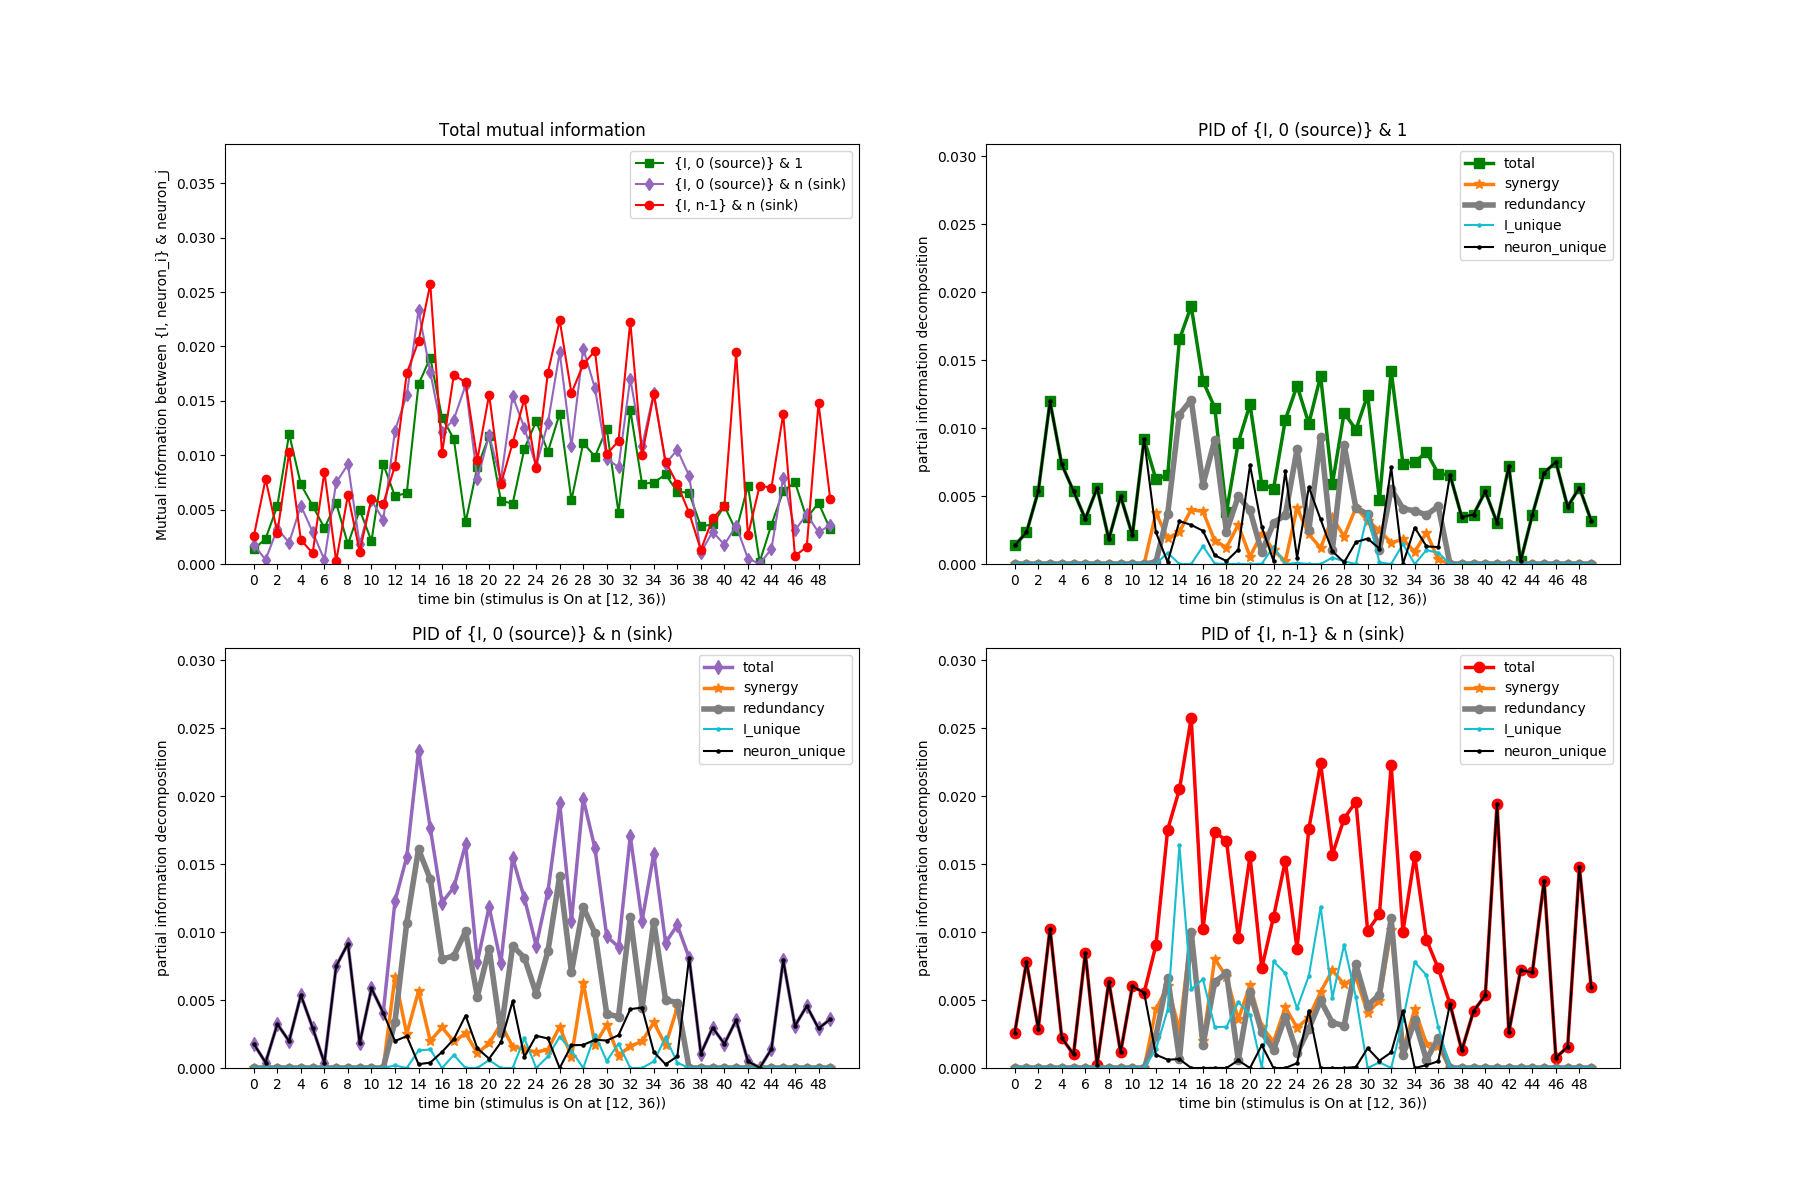 Total mutual information
Mutual information between {I, neuron_i} & neuron_j
0.035
0.030
0.025
0.020
0.015
0.010
0.005
0.000
{I, 0 (source)} & 1
{I, 0 (source)} & n (sink)
{I, n-1} & n (sink)
0 2 4 6 8 10 12 14 16 18 20 22 24 26 28 30 32 34 36 38 40 42 44 46 48
time bin (stimulus is On at [12, 36))
PID of {I, 0 (source)} & 1
partial information decomposition
0.030
0.025
0.020
0.015
0.010
0.005
0.000
total
synergy
redundancy
I_unique
neuron_unique
0 2 4 6 8 10 12 14 16 18 20 22 24 26 28 30 32 34 36 38 40 42 44 46 48
time bin (stimulus is On at [12, 36))
PID of {I, 0 (source)} & n (sink)
partial information decomposition
0.030
0.025
0.020
0.015
0.010
0.005
0.000
total
synergy
redundancy
I_unique
neuron_unique
0 2 4 6 8 10 12 14 16 18 20 22 24 26 28 30 32 34 36 38 40 42 44 46 48
time bin (stimulus is On at [12, 36))
PID of {I, n-1} & n (sink)
partial information decomposition
0.030
0.025
0.020
0.015
0.010
0.005
0.000
total
synergy
redundancy
I_unique
neuron_unique
0 2 4 6 8 10 12 14 16 18 20 22 24 26 28 30 32 34 36 38 40 42 44 46 48
time bin (stimulus is On at [12, 36))